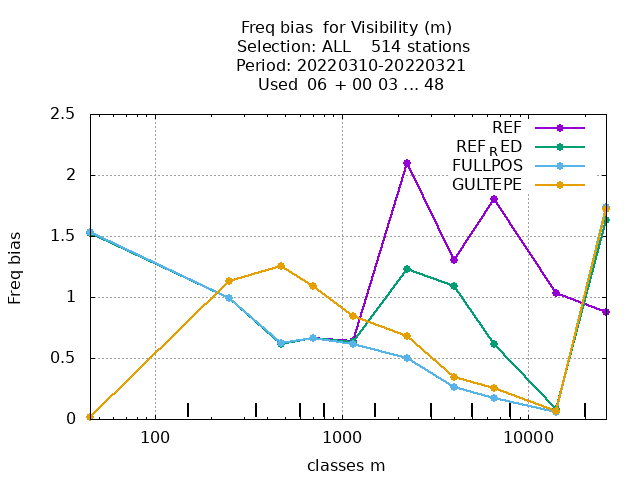 Freq bias  for Visibility (m)
Selection: ALL    514 stations
Period: 20220310-20220321
Used  06  + 00 03 ... 48
2.5
2
1.5
1
0.5
0
Freq bias
REF
REF_RED
FULLPOS
GULTEPE
100
1000
10000
classes m